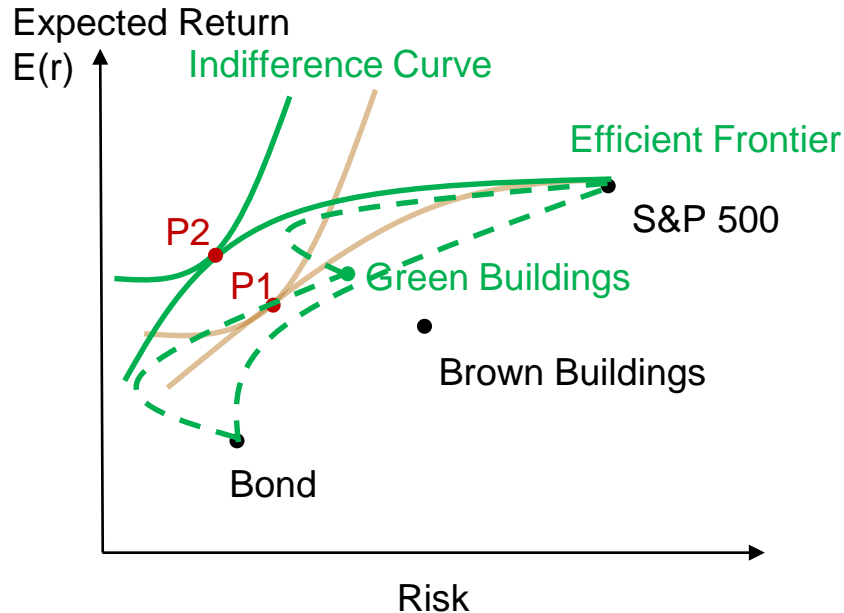 Expected Return
E(r)
Indifference Curve
Efficient Frontier
S&P 500
P2
P1
Green Buildings
Brown Buildings
Bond
Risk